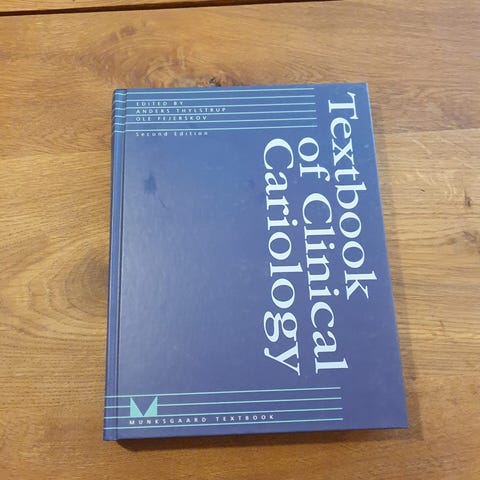 EDITED BY
ANDERS THYLSTRUP
OLE FEJERSKOV
Second Edition
Textbook
of Clinical
Cariology
MUNKSGAARD TEXTBOOK